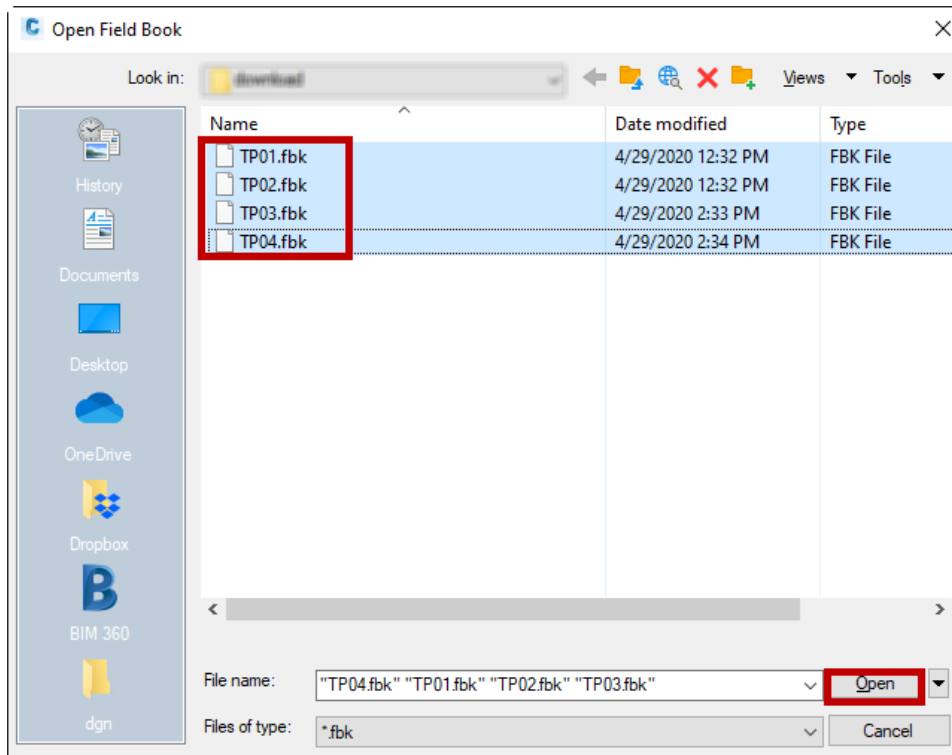 Open Field Book
Look in:
Views Tools
Name Date modified Type
TP01.fbk 4/29/2020 12:32 PM FBK File
TP02.fbk 4/29/2020 12:32 PM FBK File
TP03.fbk 4/29/2020 2:33 PM FBK File
TP04.fbk 4/29/2020 2:34 PM FBK File
History
Documents
Desktop
OneDrive
Dropbox
BIM 360
dgn
File name: "TP04.fbk" "TP01.fbk" "TP02.fbk" "TP03.fbk" Open
Files of type: *.fbk Cancel